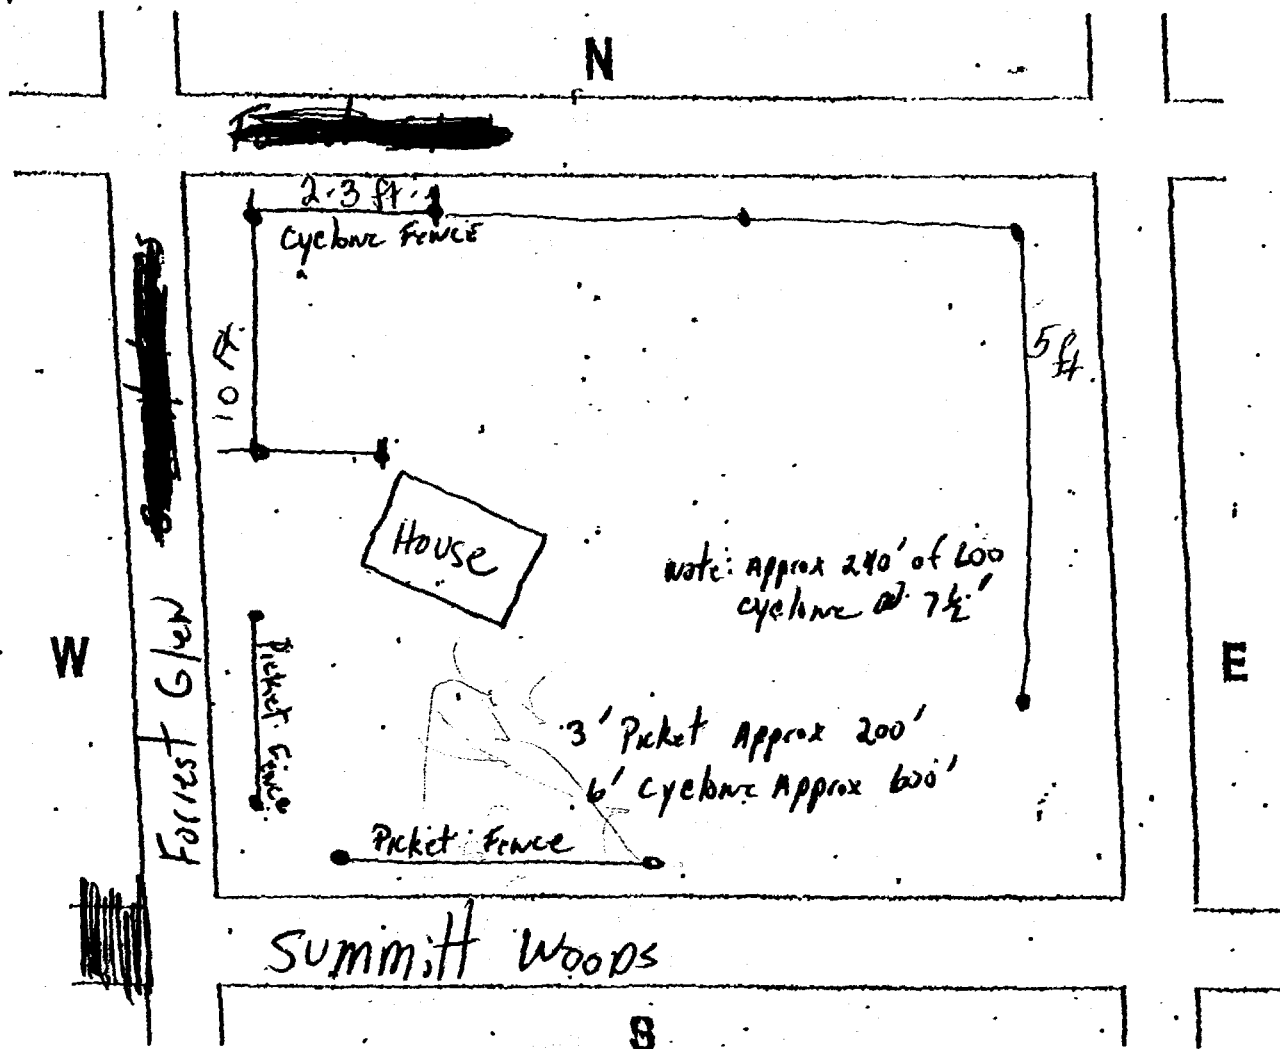 N
2.3 ft.
Cyclone Fence
10 ft.
5 ft.
House
Note: Approx 240' of 600
cyclone @ 7½'
W
E
Forrest Glen
Picket Fence
3' Picket Approx 200'
6' Cyclone Approx 600'
Picket Fence
Summitt Woods
S